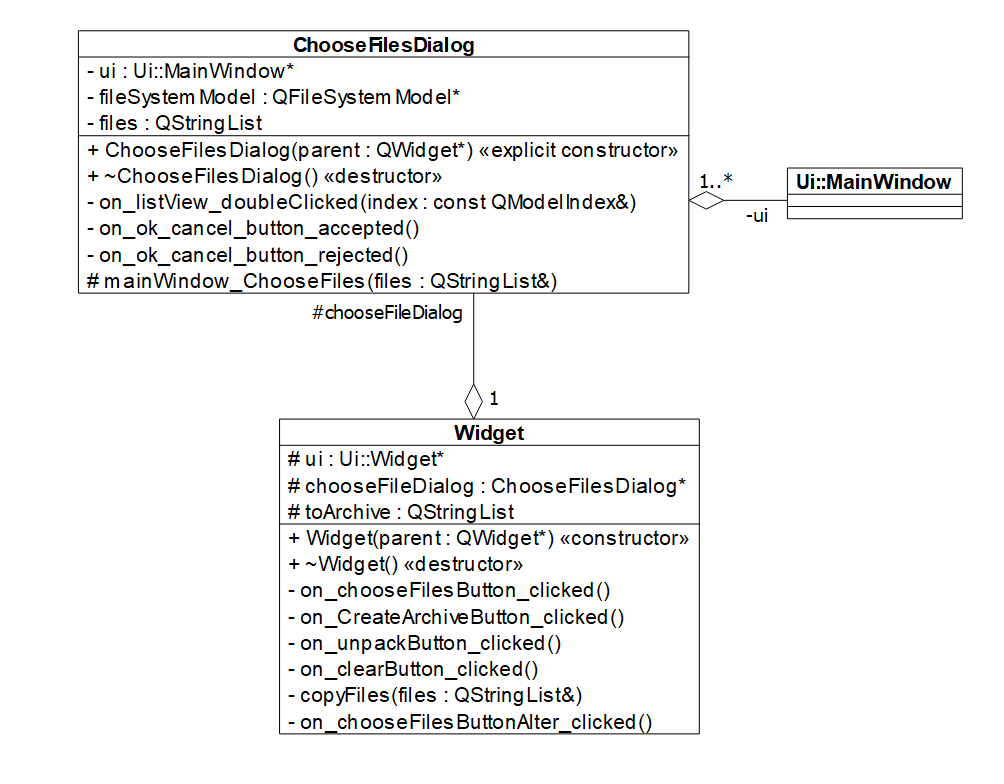 ChooseFilesDialog
- ui : Ui::MainWindow*
- fileSystemModel : QFileSystemModel*
- files : QStringList
+ ChooseFilesDialog(parent : QWidget*) «explicit constructor»
+ ~ChooseFilesDialog() «destructor»
- on_listView_doubleClicked(index : const QModelIndex&)
- on_ok_cancel_button_accepted()
- on_ok_cancel_button_rejected()
# mainWindow_ChooseFiles(files : QStringList&)
1..*
-ui
Ui::MainWindow
#chooseFileDialog
1
Widget
# ui : Ui::Widget*
# chooseFileDialog : ChooseFilesDialog*
# toArchive : QStringList
+ Widget(parent : QWidget*) «constructor»
+ ~Widget() «destructor»
- on_chooseFilesButton_clicked()
- on_CreateArchiveButton_clicked()
- on_unpackButton_clicked()
- on_clearButton_clicked()
- copyFiles(files : QStringList&)
- on_chooseFilesButtonAlter_clicked()